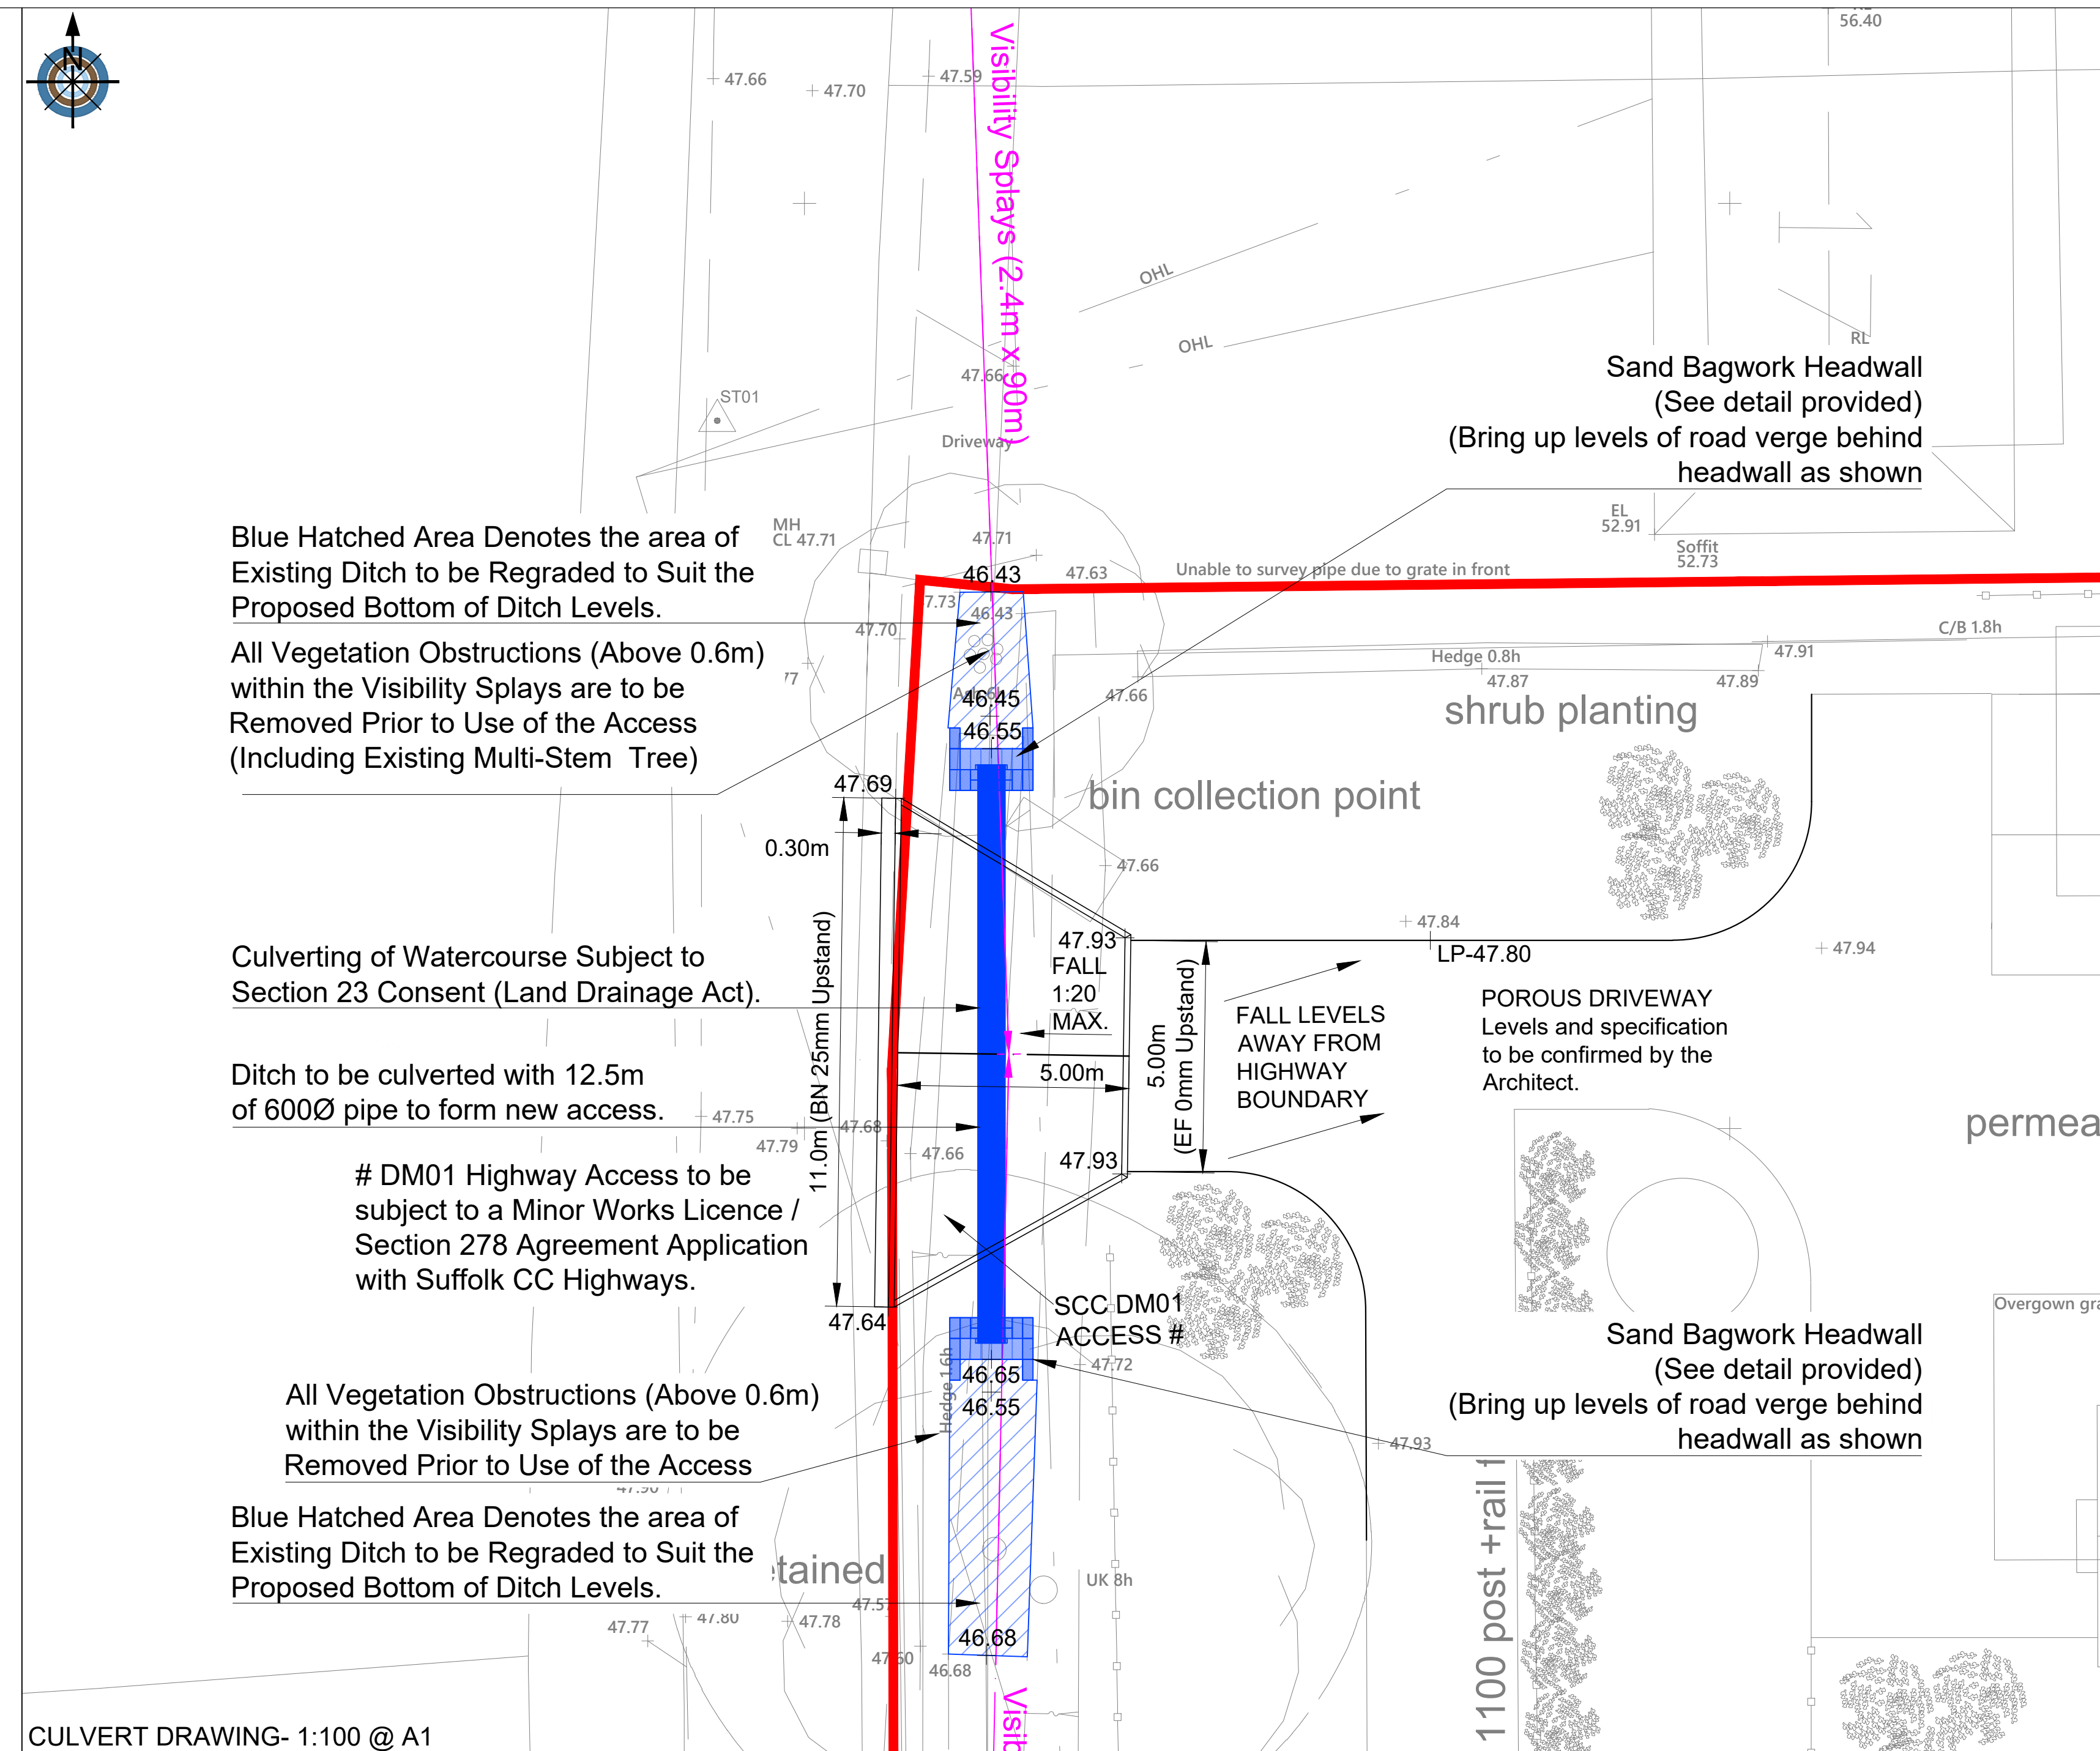 N
56.40
47.66
47.70
47.59
Visibility Splays (2.4m x 90m)
OHL
OHL
RL
47.66
ST01
Driveway
Sand Bagwork Headwall
(See detail provided)
(Bring up levels of road verge behind
headwall as shown
MH
CL 47.71
47.71
EL
52.91
Soffit
52.73
Blue Hatched Area Denotes the area of
Existing Ditch to be Regraded to Suit the
Proposed Bottom of Ditch Levels.
46.43
47.63
Unable to survey pipe due to grate in front
7.73
46.43
47.70
C/B 1.8h
47.91
Hedge 0.8h
47.87
47.89
All Vegetation Obstructions (Above 0.6m)
within the Visibility Splays are to be
Removed Prior to Use of the Access
(Including Existing Multi-Stem Tree)
77
46.45
46.55
47.66
shrub planting
bin collection point
47.69
0.30m
47.66
11.0m (BN 25mm Upstand)
47.84
47.94
LP-47.80
47.93
FALL
1:20
MAX.
5.00m
5.00m
(EF 0mm Upstand)
FALL LEVELS
AWAY FROM
HIGHWAY
BOUNDARY
POROUS DRIVEWAY
Levels and specification
to be confirmed by the
Architect.
Culverting of Watercourse Subject to
Section 23 Consent (Land Drainage Act).
Ditch to be culverted with 12.5m
of 600Ø pipe to form new access.
47.75
47.79
47.68
47.66
47.93
permea
# DM01 Highway Access to be
subject to a Minor Works Licence /
Section 278 Agreement Application
with Suffolk CC Highways.
47.64
SCC DM01
ACCESS #
47.72
Overgown gra
Sand Bagwork Headwall
(See detail provided)
(Bring up levels of road verge behind
headwall as shown
Hedge 1.6h
46.65
46.55
47.93
All Vegetation Obstructions (Above 0.6m)
within the Visibility Splays are to be
Removed Prior to Use of the Access
47.90
Blue Hatched Area Denotes the area of
Existing Ditch to be Regraded to Suit the
Proposed Bottom of Ditch Levels.
tained
UK 8h
47.57
47.77
47.80
47.78
46.68
46.68
1100 post +rail f
Visib
CULVERT DRAWING- 1:100 @ A1